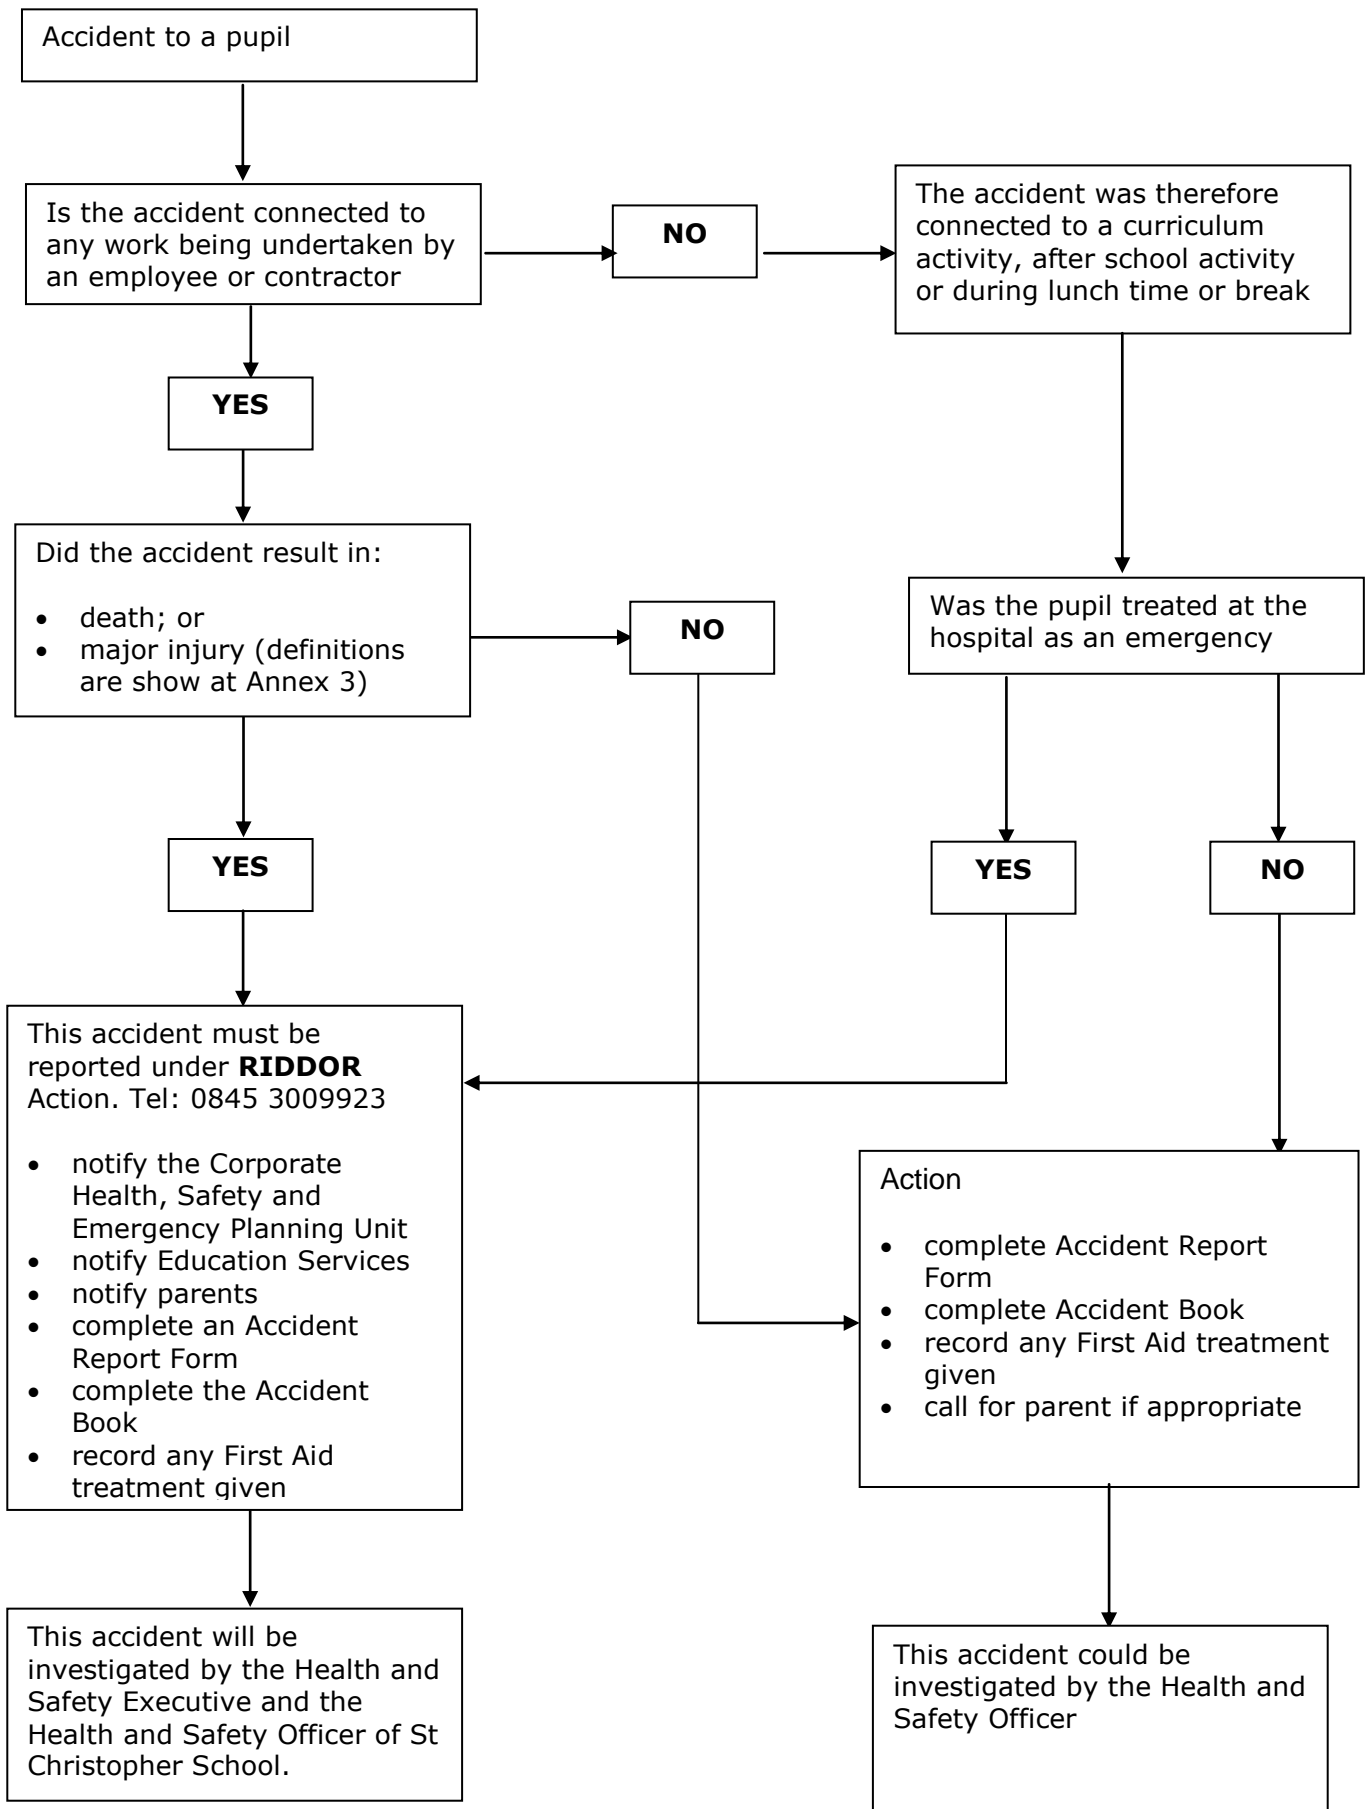 Accident to a pupil
Is the accident connected to
any work being undertaken by
an employee or contractor
NO
The accident was therefore
connected to a curriculum
activity, after school activity
or during lunch time or break
YES
Did the accident result in:
• death; or
• major injury (definitions
are show at Annex 3)
NO
Was the pupil treated at the
hospital as an emergency
YES
YES
NO
This accident must be
reported under RIDDOR
Action. Tel: 0845 3009923
• notify the Corporate
Health, Safety and
Emergency Planning Unit
• notify Education Services
• notify parents
• complete an Accident
Report Form
• complete the Accident
Book
• record any First Aid
treatment given
Action
• complete Accident Report
Form
• complete Accident Book
• record any First Aid treatment
given
• call for parent if appropriate
This accident will be
investigated by the Health and
Safety Executive and the
Health and Safety Officer of St
Christopher School.
This accident could be
investigated by the Health and
Safety Officer